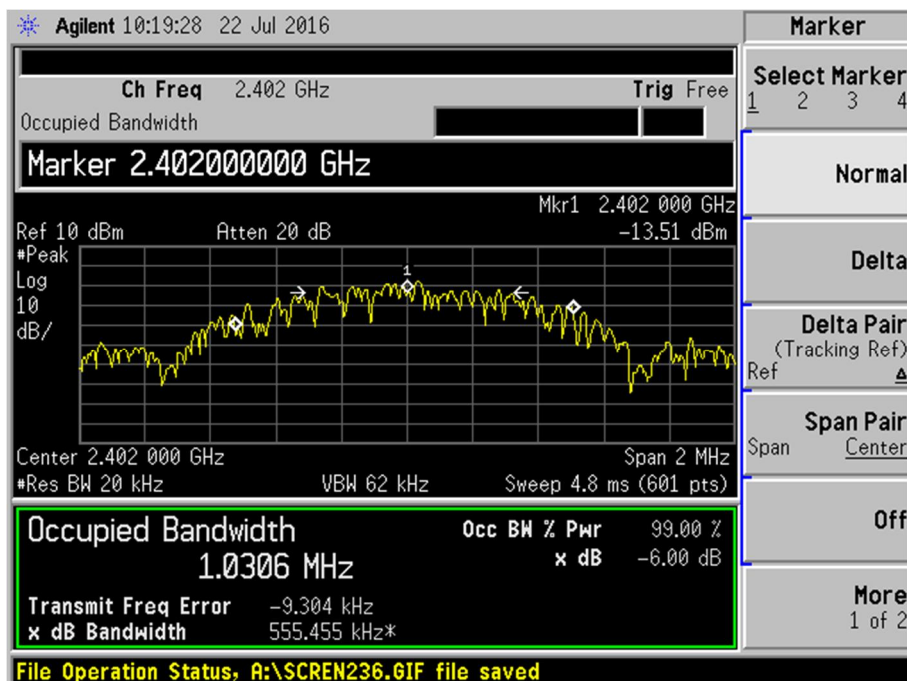 Agilent 10:19:28 22 Jul 2016
Ch Freq 2.402 GHz Trig Free
Occupied Bandwidth
Marker 2.402000000 GHz
Mkr1 2.402 000 GHz
Ref 10 dBm Atten 20 dB -13.51 dBm
#Peak
Log
10
dB/
1
Center 2.402 000 GHz Span 2 MHz
#Res BW 20 kHz VBW 62 kHz Sweep 4.8 ms (601 pts)
Occupied Bandwidth Occ BW % Pwr 99.00 %
1.0306 MHz x dB -6.00 dB
Transmit Freq Error -9.304 kHz
x dB Bandwidth 555.455 kHz*
File Operation Status, A:\SCREN236.GIF file saved
Marker
Select Marker
1 2 3 4
Normal
Delta
Delta Pair
(Tracking Ref)
Ref Δ
Span Pair
Span Center
Off
More
1 of 2